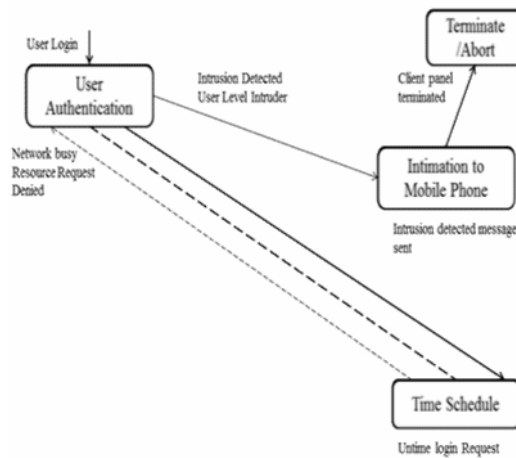 Terminate
/Abort
User Login
User
Authentication
Intrusion Detected
User Level Intruder
Client panel
terminated
Network busy
Resource Request
Denied
Intimation to
Mobile Phone
Intrusion detected message
sent
Time Schedule
Untime login Request